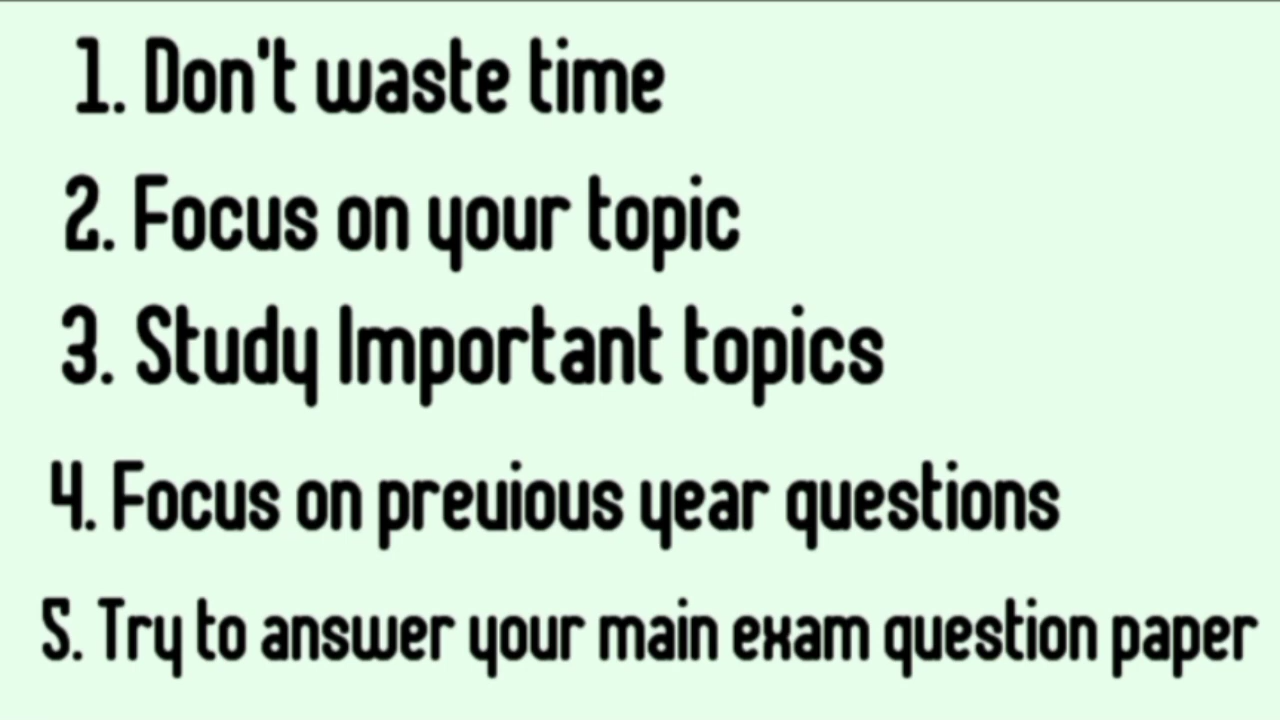 1. Don't waste time
2. Focus on your topic
3. Study Important topics
4. Focus on previous year questions
5. Try to answer your main exam question paper